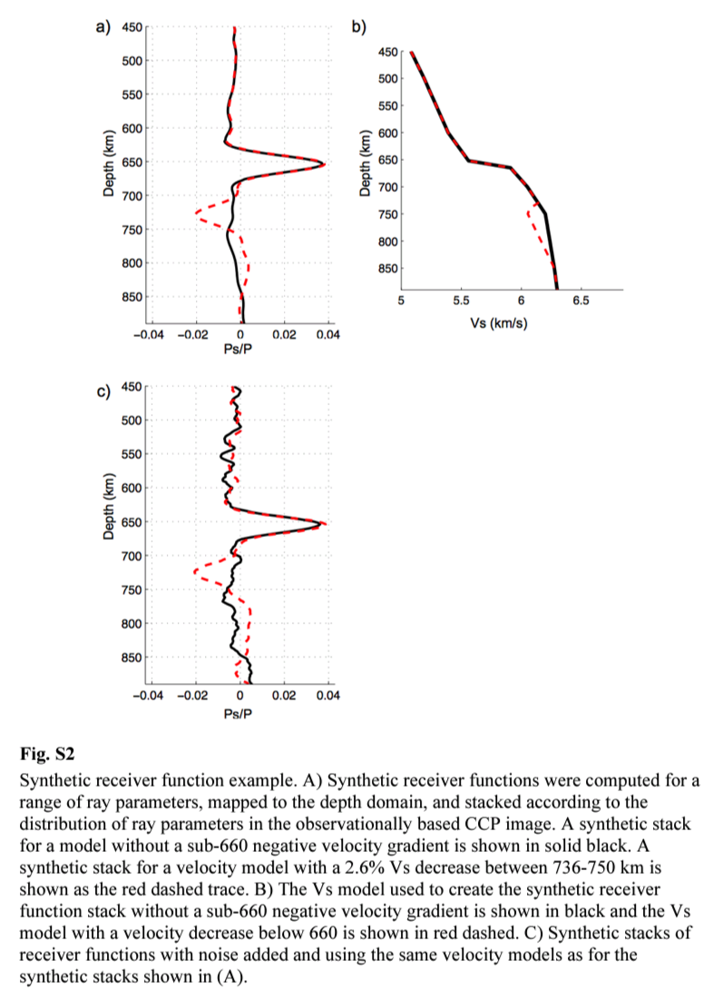 a)
450
500
550
600
650
700
750
800
850
Depth (km)
−0.04 −0.02 0 0.02 0.04
Ps/P
b)
450
500
550
600
650
700
750
800
850
Depth (km)
5 5.5 6 6.5
Vs (km/s)
c)
450
500
550
600
650
700
750
800
850
Depth (km)
−0.04 −0.02 0 0.02 0.04
Ps/P
Fig. S2
Synthetic receiver function example. A) Synthetic receiver functions were computed for a
range of ray parameters, mapped to the depth domain, and stacked according to the
distribution of ray parameters in the observationally based CCP image. A synthetic stack
for a model without a sub-660 negative velocity gradient is shown in solid black. A
synthetic stack for a velocity model with a 2.6% Vs decrease between 736-750 km is
shown as the red dashed trace. B) The Vs model used to create the synthetic receiver
function stack without a sub-660 negative velocity gradient is shown in black and the Vs
model with a velocity decrease below 660 is shown in red dashed. C) Synthetic stacks of
receiver functions with noise added and using the same velocity models as for the
synthetic stacks shown in (A).